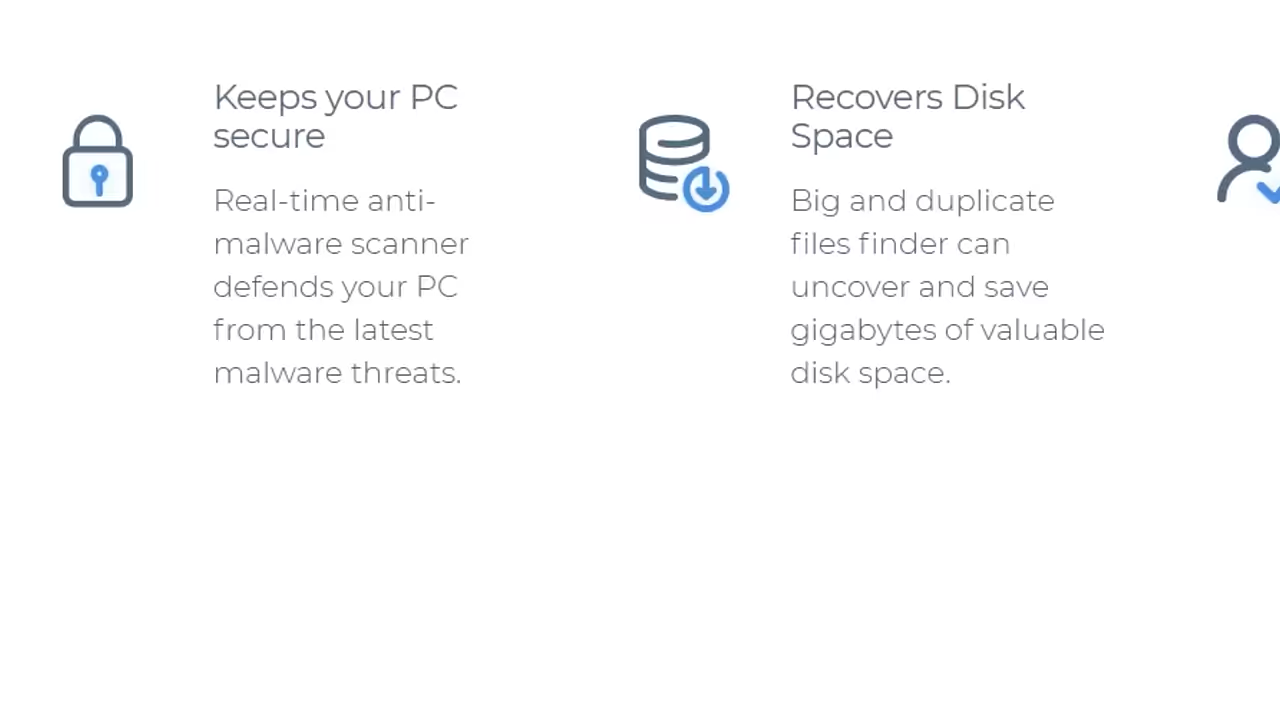 Keeps your PC
secure
Real-time anti-
malware scanner
defends your PC
from the latest
malware threats.
Recovers Disk
Space
Big and duplicate
files finder can
uncover and save
gigabytes of valuable
disk space.